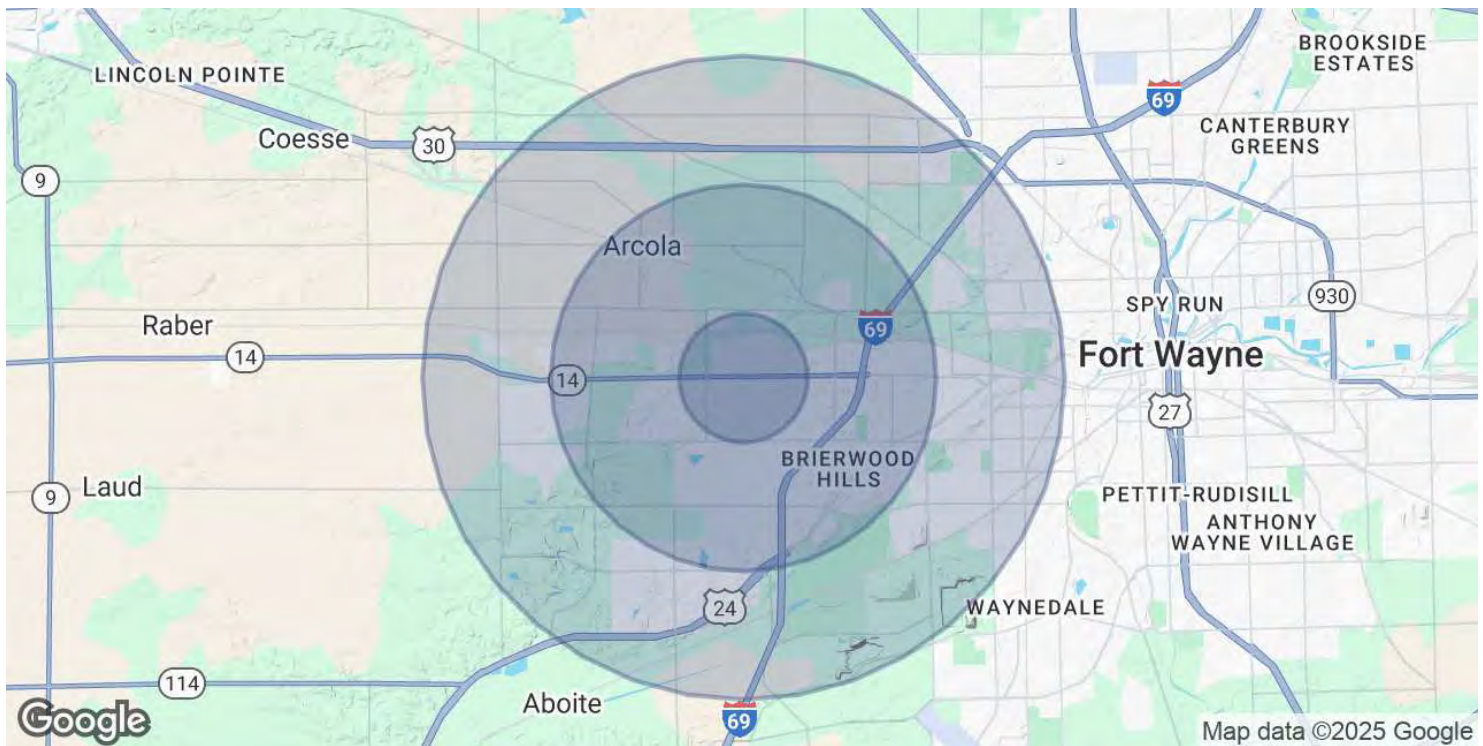 BROOKSIDE
ESTATES
LINCOLN POINTE
69
CANTERBURY
GREENS
Coesse
30
9
Arcola
930
SPY RUN
Raber
69
14
Fort Wayne
14
27
BRIERWOOD
HILLS
Laud
9
PETTIT-RUDISILL
ANTHONY
WAYNE VILLAGE
24
WAYNEDALE
114
Aboite
69
Google
Map data ©2025 Google